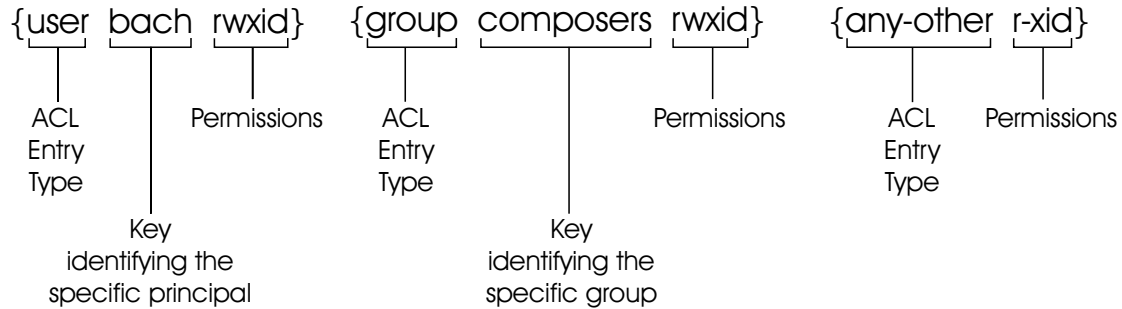 {user bach rwxid} {group composers rwxid} {any-other r-xid}
ACL Entry Type
Permissions
Key identifying the specific principal
ACL Entry Type
Permissions
Key identifying the specific group
ACL Entry Type
Permissions